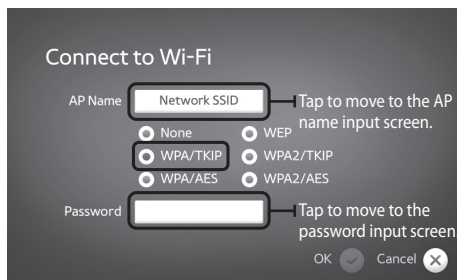 Connect to Wi-Fi
AP Name
Network SSID
Tap to move to the AP
name input screen.
None
WEP
WPA/TKIP
WPA2/TKIP
WPA/AES
WPA2/AES
Password
Tap to move to the
password input screen
OK
Cancel